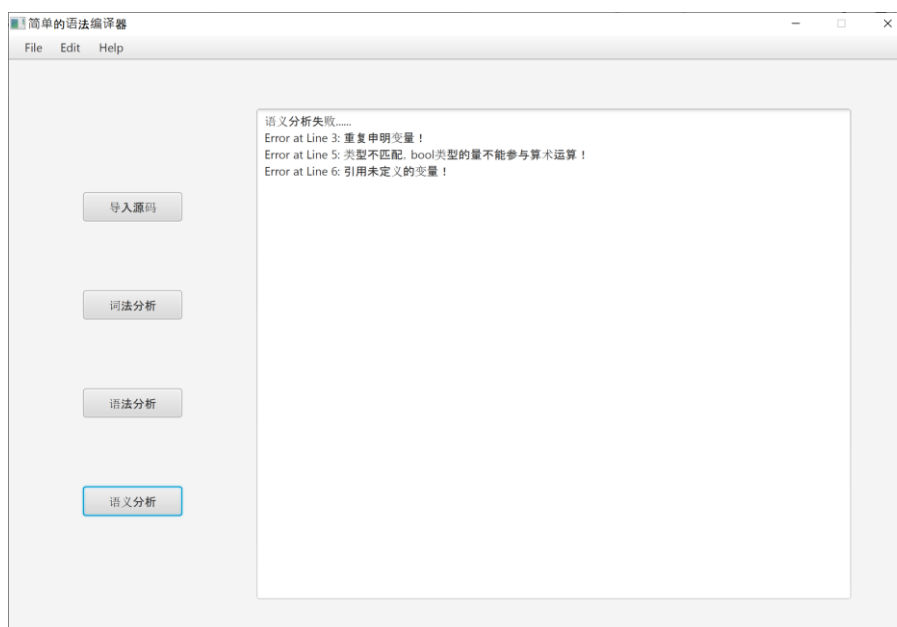 简单的语法编译器
File Edit Help
语义分析失败......
Error at Line 3: 重复申明变量！
Error at Line 5: 类型不匹配, bool类型的量不能参与算术运算！
Error at Line 6: 引用未定义的变量！
导入源码
词法分析
语法分析
语义分析